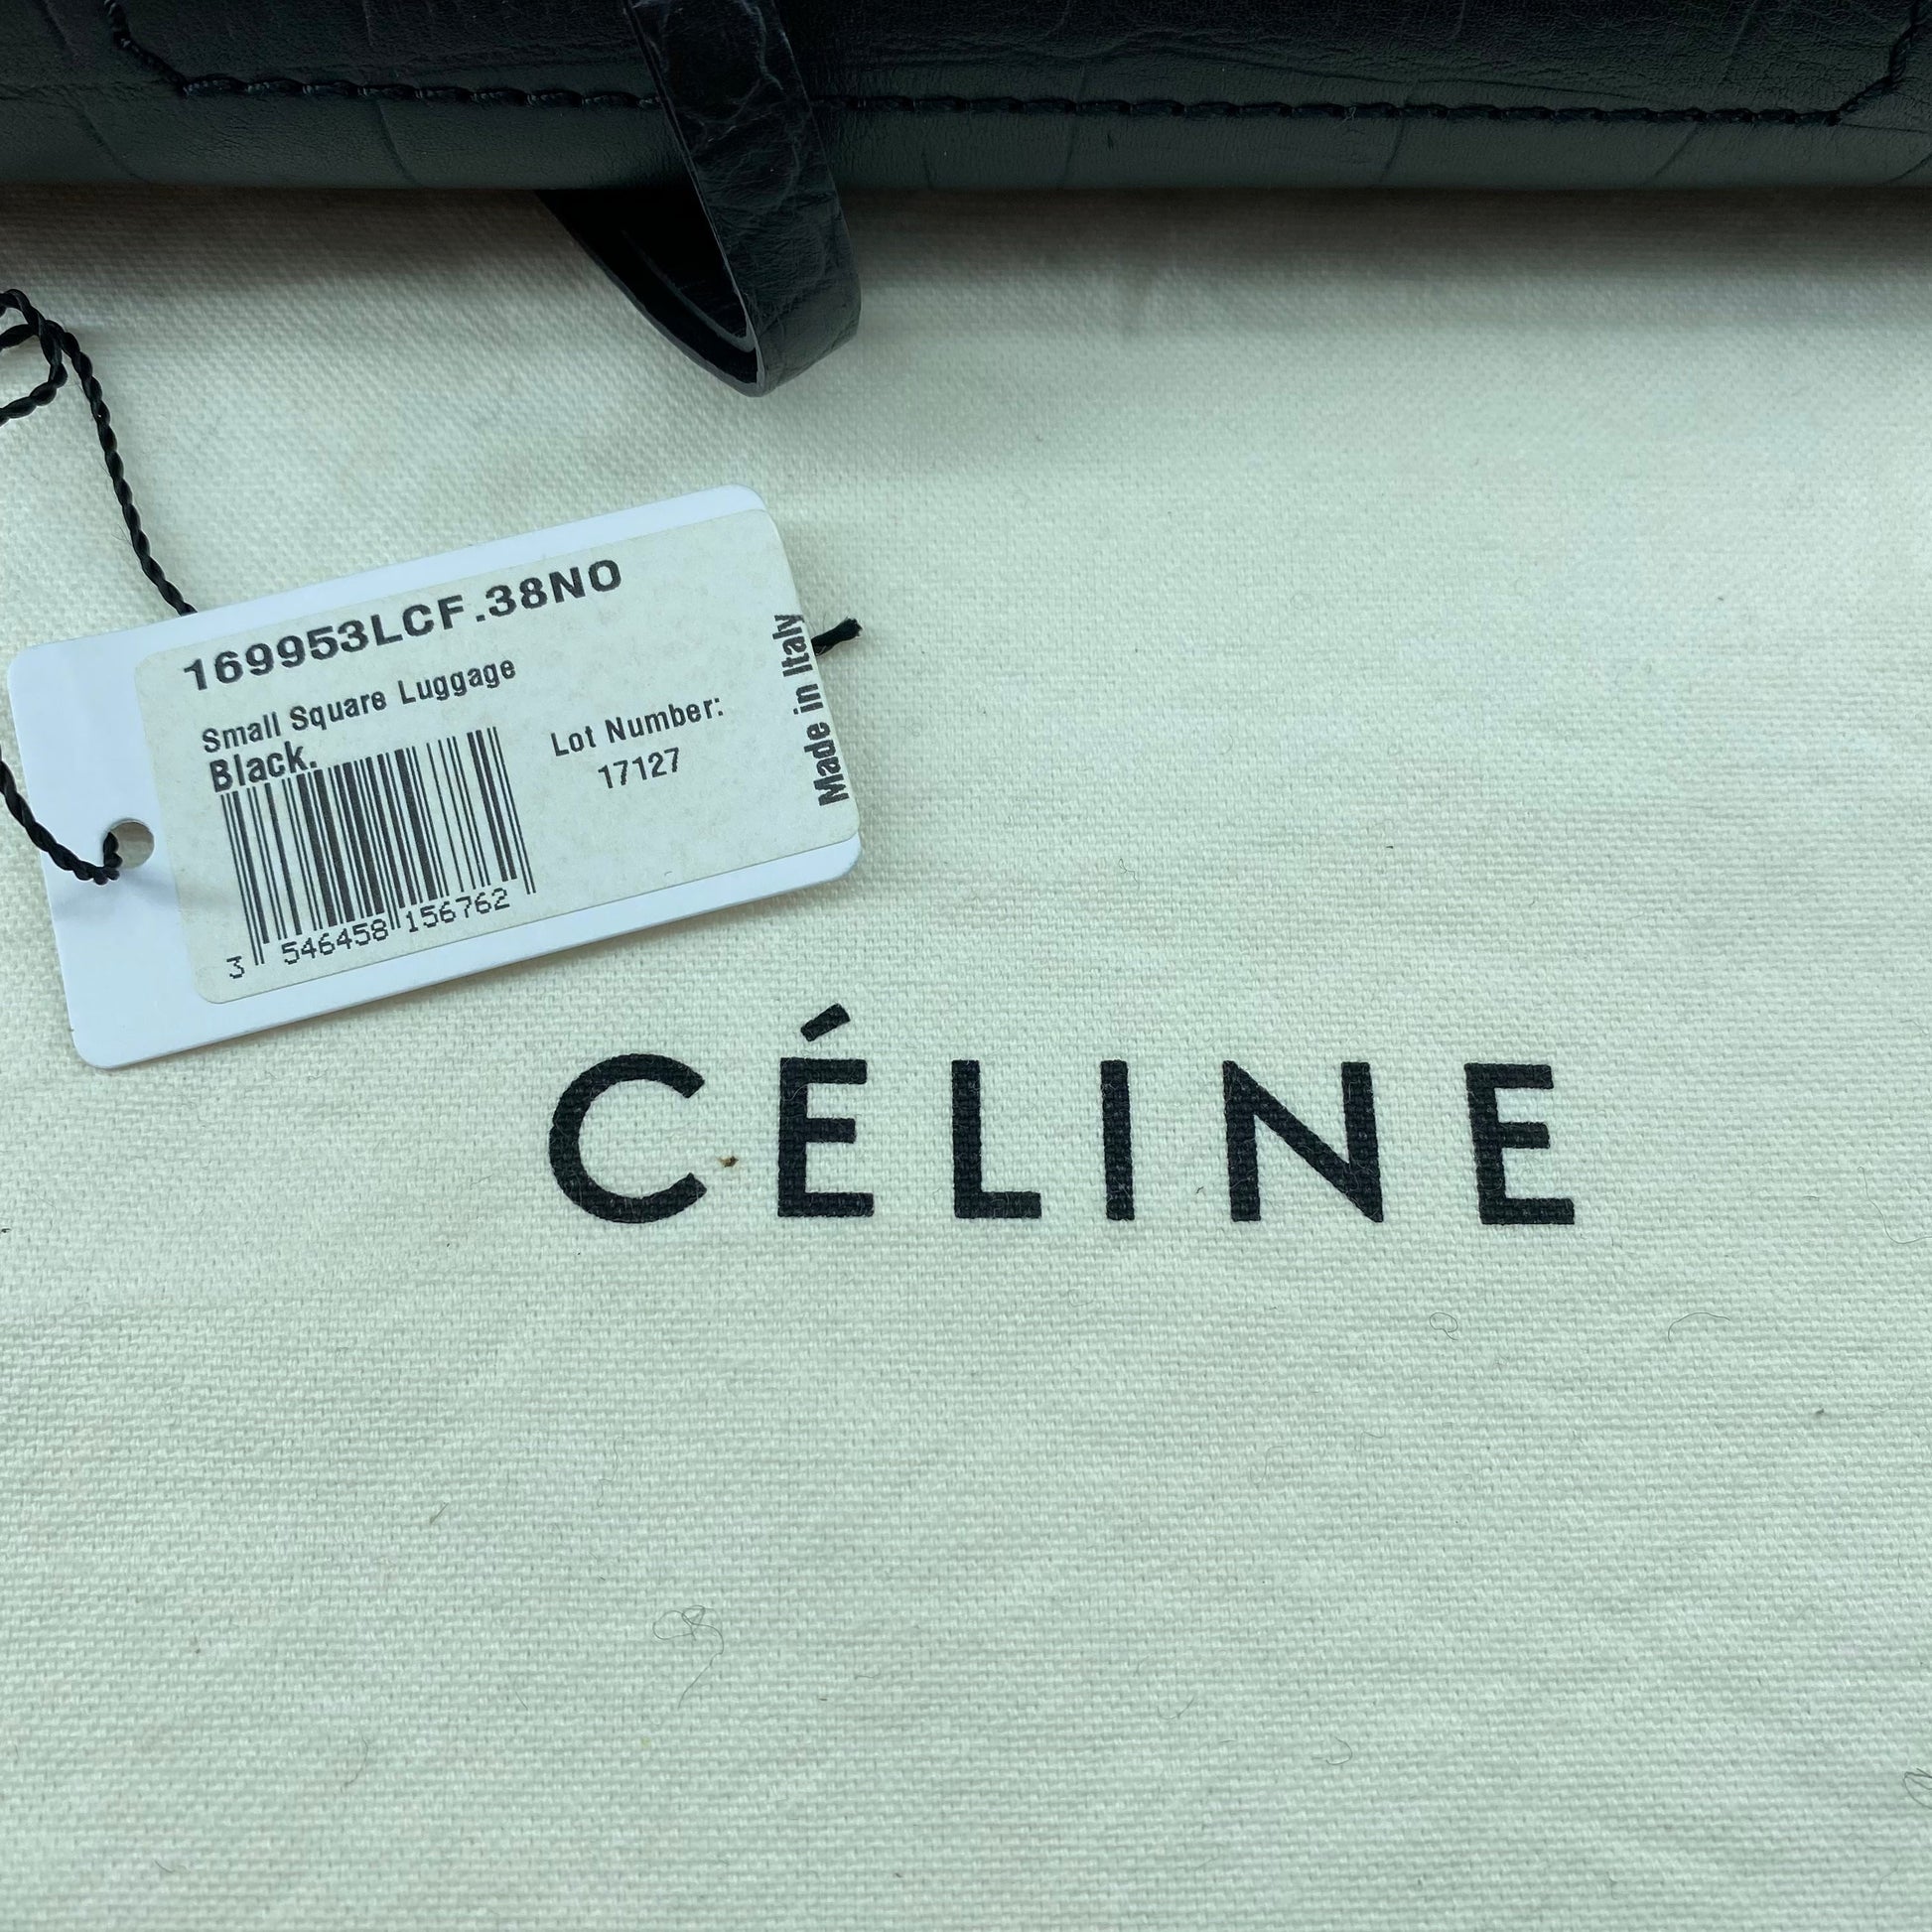 169953LCF.38NO
Small Square Luggage
Black.
Lot Number:
17127
Made in Italy
3 546458 156762
CÉLINE